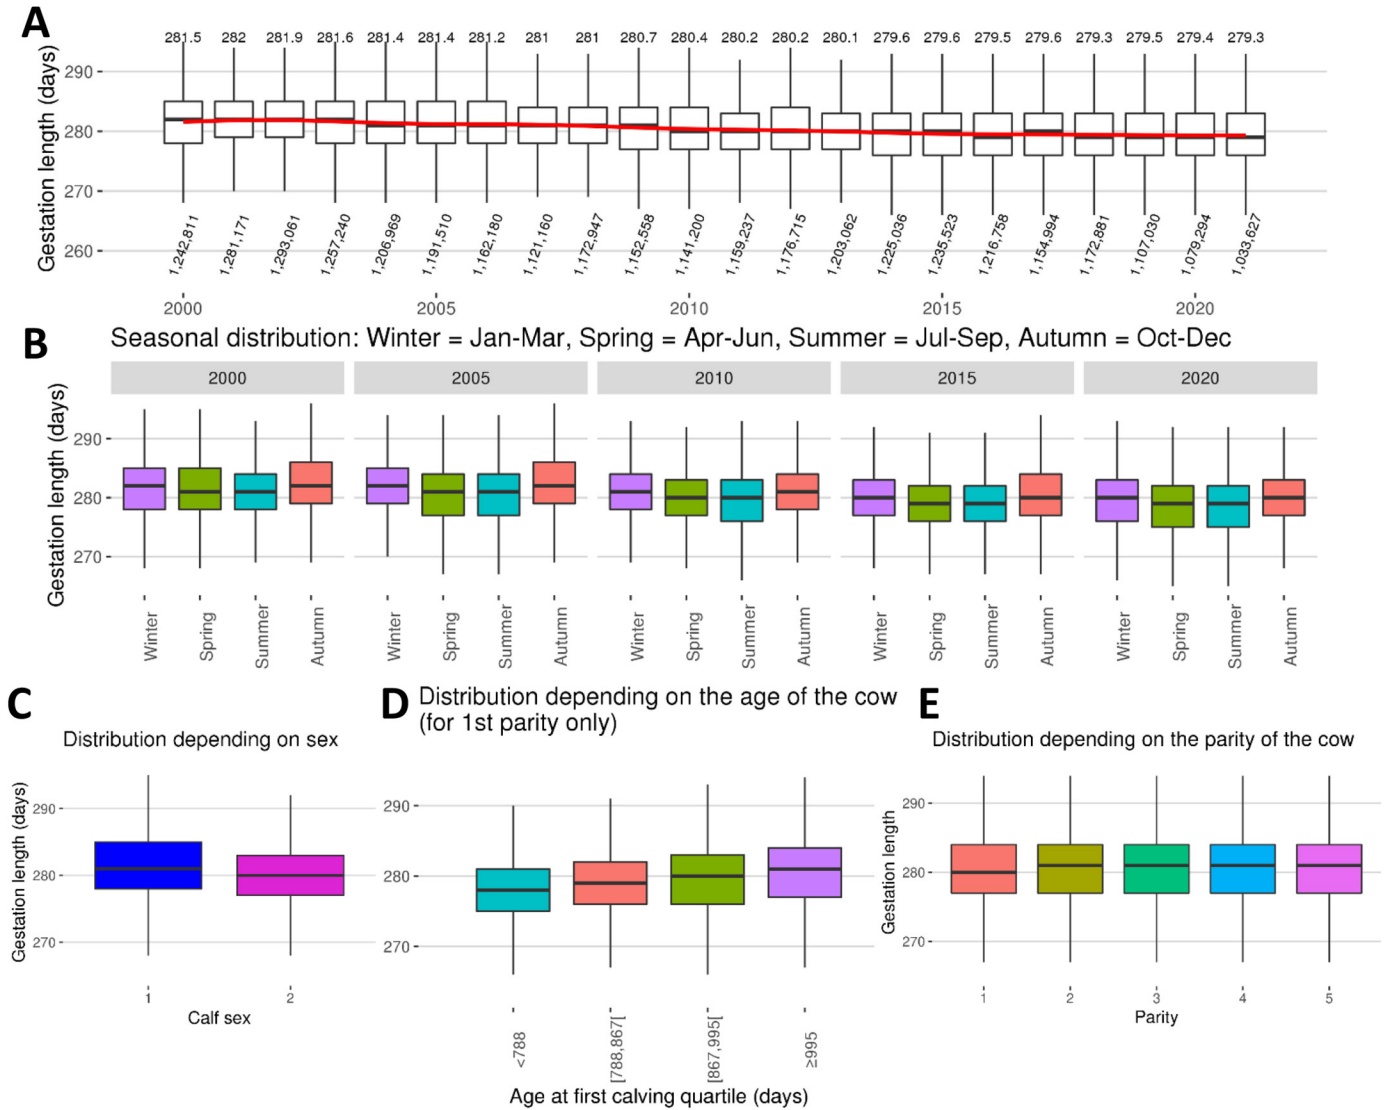 A
281.5 282 281.9 281.6 281.4 281.4 281.2 281 281 280.7 280.4 280.2 280.2 280.1 279.6 279.6 279.5 279.6 279.3 279.5 279.4 279.3
Gestation length (days)
290
280
270
260
1,242,811 1,281,171 1,293,061 1,257,240 1,206,969 1,191,510 1,162,180 1,121,160 1,172,947 1,152,558 1,141,200 1,159,237 1,176,715 1,203,062 1,225,036 1,235,523 1,216,758 1,154,994 1,172,881 1,107,030 1,079,294 1,033,627
2000 2005 2010 2015 2020
B
Seasonal distribution: Winter = Jan-Mar, Spring = Apr-Jun, Summer = Jul-Sep, Autumn = Oct-Dec
2000 2005 2010 2015 2020
Gestation length (days)
290
280
270
Winter Spring Summer Autumn Winter Spring Summer Autumn Winter Spring Summer Autumn Winter Spring Summer Autumn Winter Spring Summer Autumn
C
Distribution depending on sex
Gestation length (days)
290
280
270
1 2
Calf sex
D
Distribution depending on the age of the cow
(for 1st parity only)
290
280
270
<788 [788,867[ [867,995[ ≥995
Age at first calving quartile (days)
E
Distribution depending on the parity of the cow
Gestation length
290
280
270
1 2 3 4 5
Parity